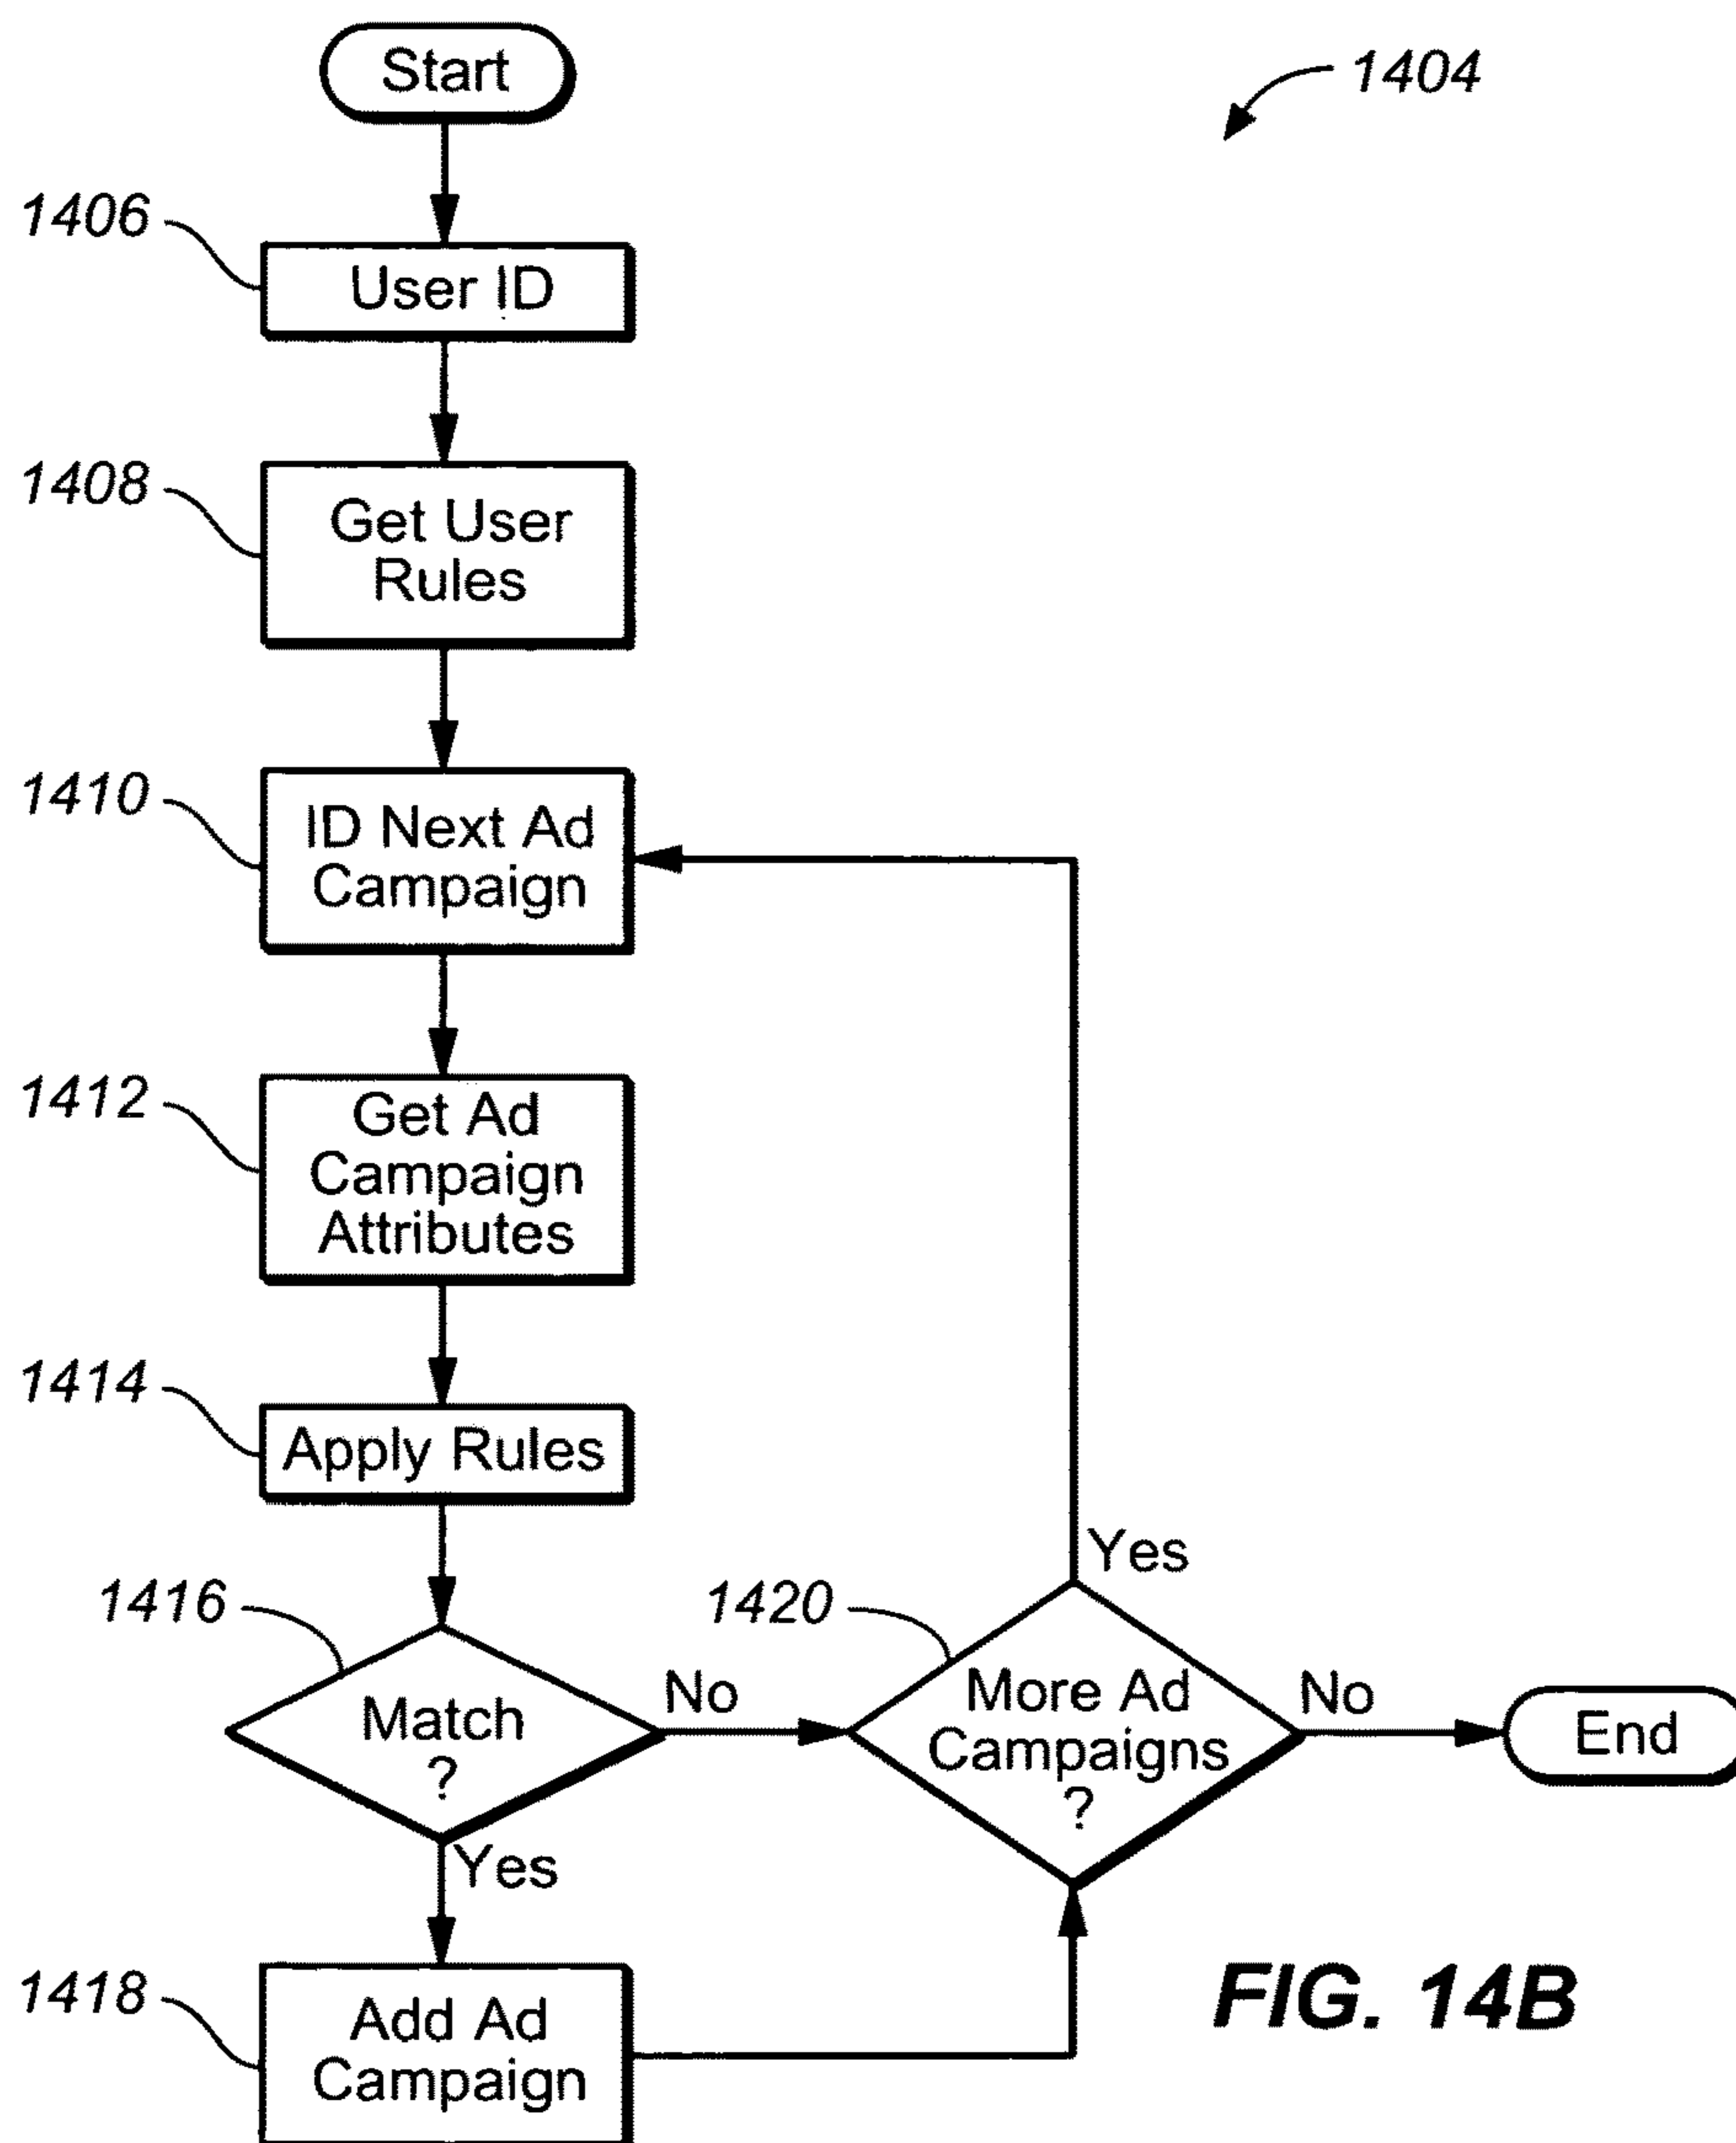 Start
1404
1406
User ID
1408
Get User
Rules
1410
ID Next Ad
Campaign
1412
Get Ad
Campaign
Attributes
1414
Apply Rules
Yes
1416
1420
Match
?
No
More Ad
Campaigns
?
No
End
Yes
1418
Add Ad
Campaign
FIG. 14B